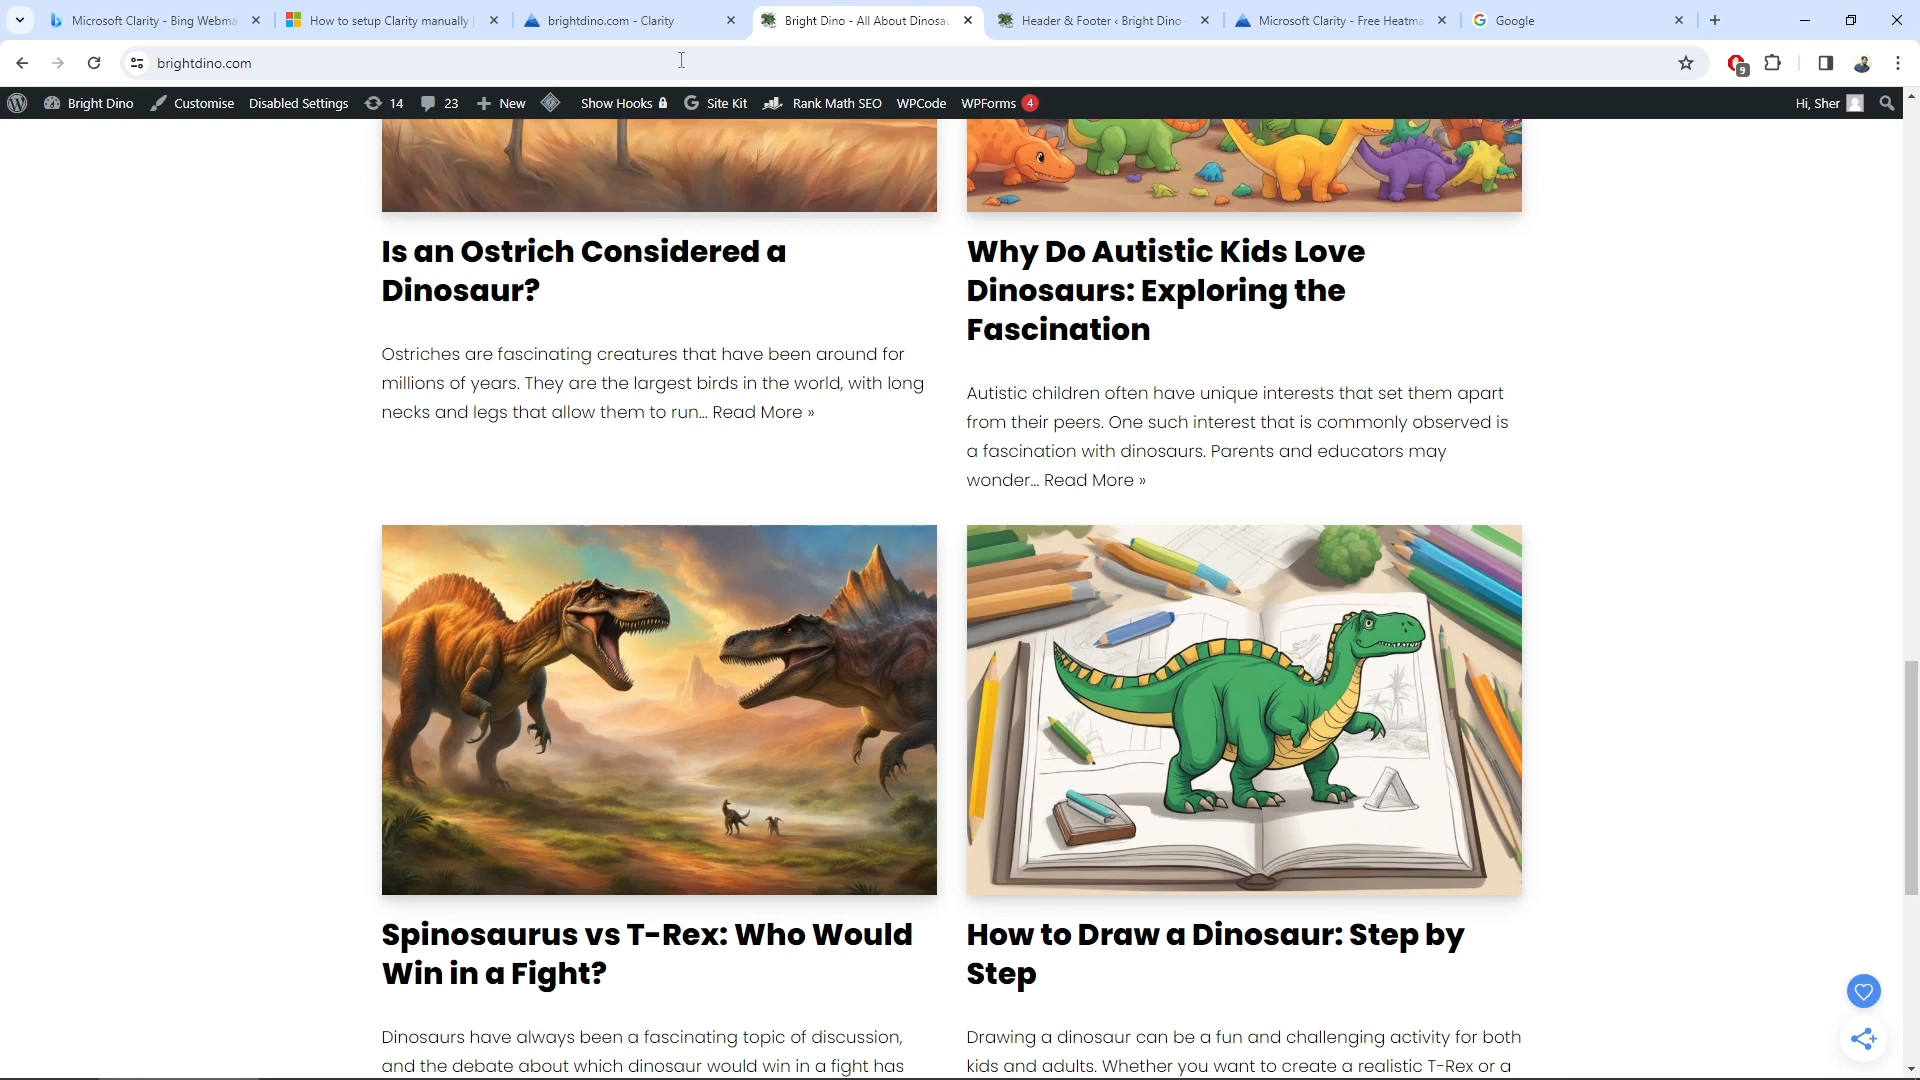 Microsoft Clarity - Bing Webma
How to setup Clarity manually
brightdino.com - Clarity
Bright Dino - All About Dinosau
Header & Footer ‹ Bright Dino
Microsoft Clarity - Free Heatma
Google
brightdino.com
9
Bright Dino
Customise
Disabled Settings
14
23
New
Show Hooks
Site Kit
Rank Math SEO
WPCode
WPForms 4
Hi, Sher
Is an Ostrich Considered a
Dinosaur?
Ostriches are fascinating creatures that have been around for
millions of years. They are the largest birds in the world, with long
necks and legs that allow them to run... Read More »
Why Do Autistic Kids Love
Dinosaurs: Exploring the
Fascination
Autistic children often have unique interests that set them apart
from their peers. One such interest that is commonly observed is
a fascination with dinosaurs. Parents and educators may
wonder... Read More »
Spinosaurus vs T-Rex: Who Would
Win in a Fight?
Dinosaurs have always been a fascinating topic of discussion,
and the debate about which dinosaur would win in a fight has
How to Draw a Dinosaur: Step by
Step
Drawing a dinosaur can be a fun and challenging activity for both
kids and adults. Whether you want to create a realistic T-Rex or a